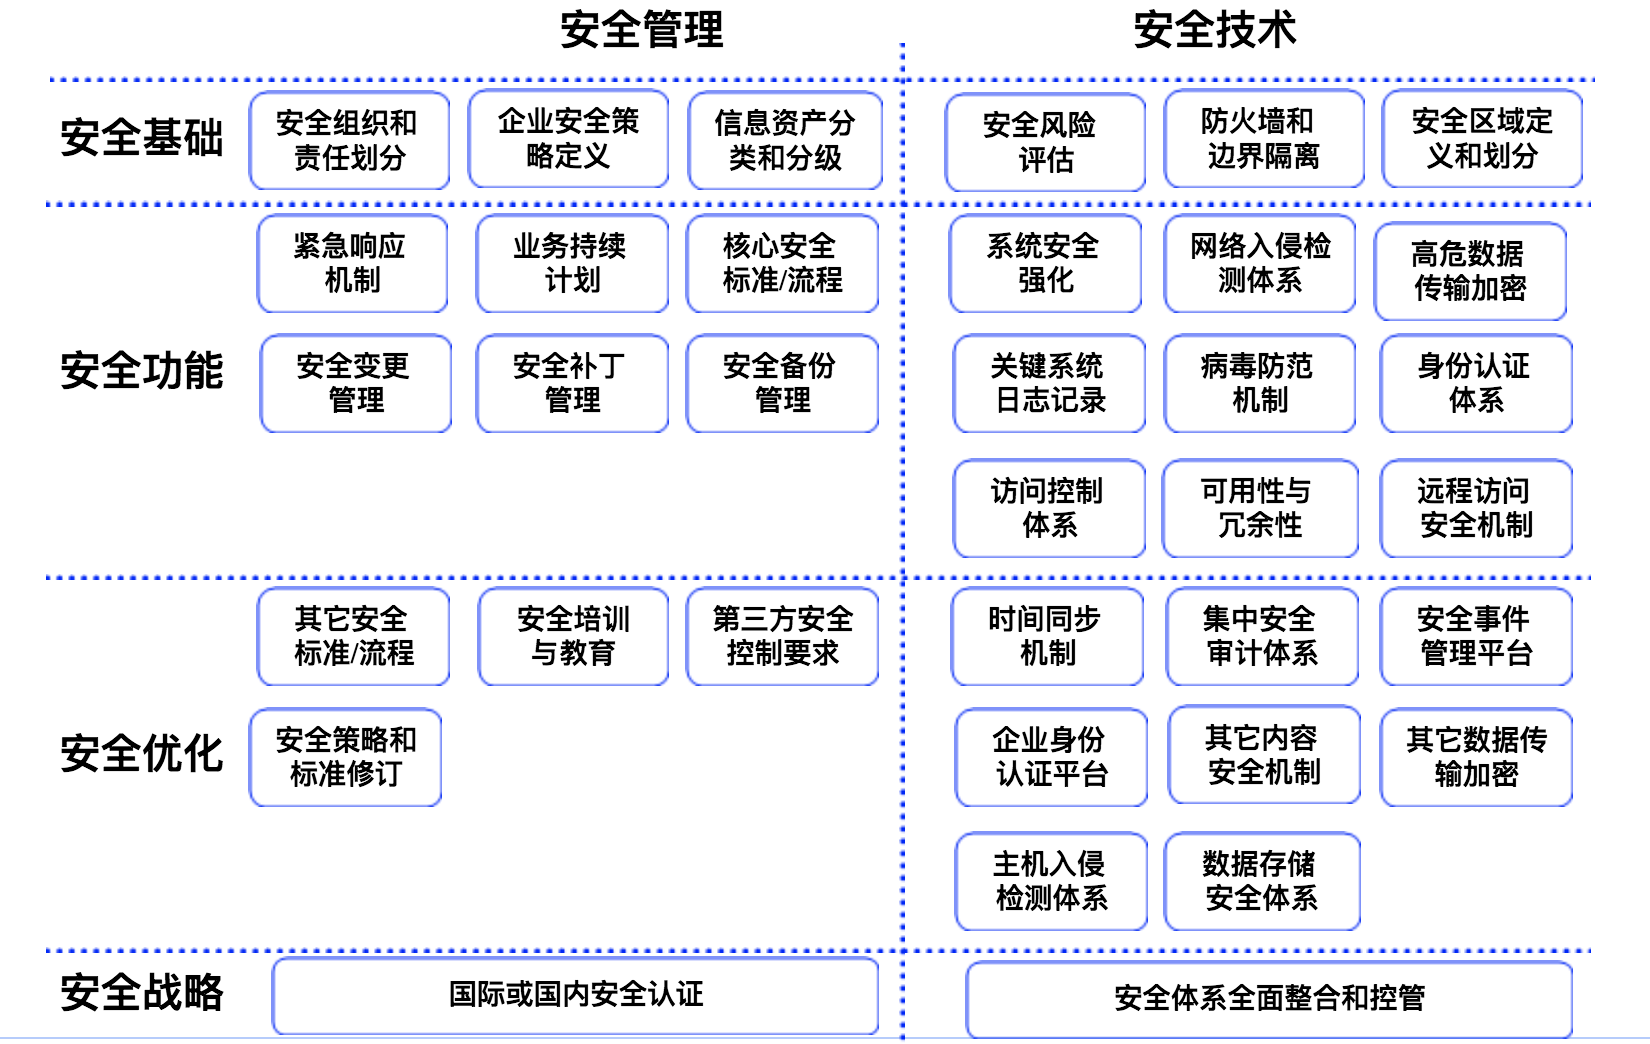 安全管理
安全技术
安全基础
安全组织和
责任划分
企业安全策
略定义
信息资产分
类和分级
安全风险
评估
防火墙和
边界隔离
安全区域定
义和划分
安全功能
紧急响应
机制
业务持续
计划
核心安全
标准/流程
系统安全
强化
网络入侵检
测体系
高危数据
传输加密
安全变更
管理
安全补丁
管理
安全备份
管理
关键系统
日志记录
病毒防范
机制
身份认证
体系
访问控制
体系
可用性与
冗余性
远程访问
安全机制
安全优化
其它安全
标准/流程
安全培训
与教育
第三方安全
控制要求
时间同步
机制
集中安全
审计体系
安全事件
管理平台
安全策略和
标准修订
企业身份
认证平台
其它内容
安全机制
其它数据传
输加密
主机入侵
检测体系
数据存储
安全体系
安全战略
国际或国内安全认证
安全体系全面整合和控管